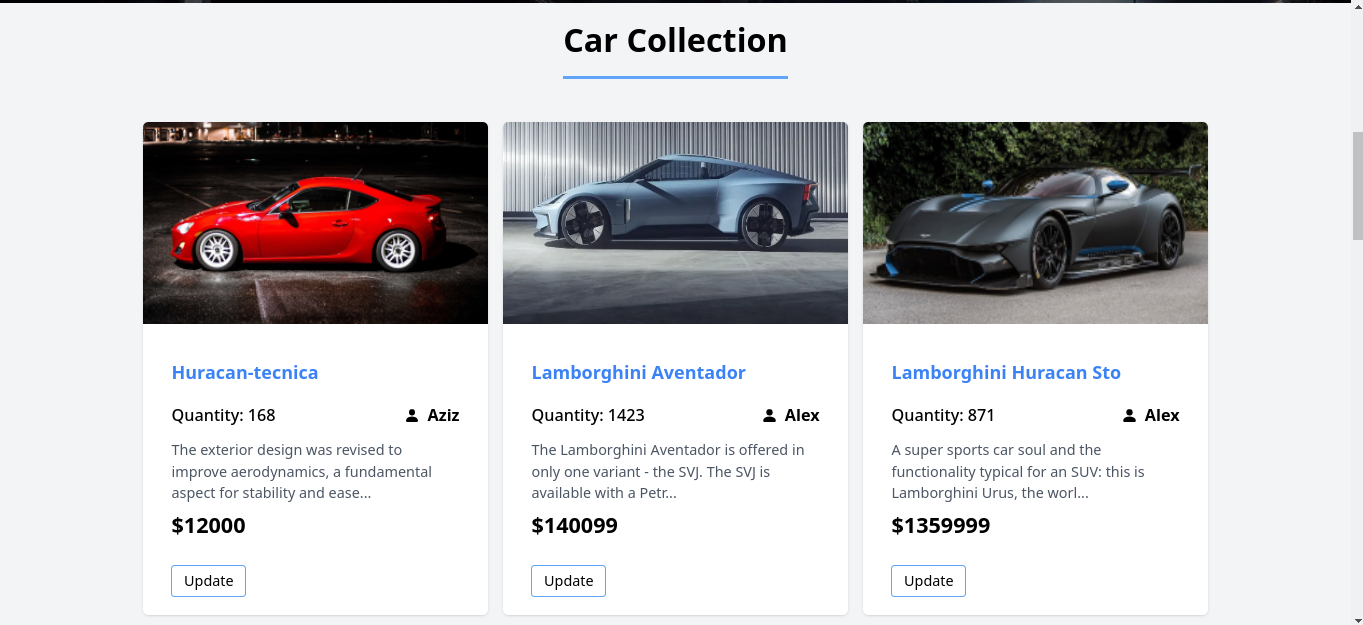 Car Collection
Huracan-tecnica
Quantity: 168
Aziz
The exterior design was revised to
improve aerodynamics, a fundamental
aspect for stability and ease...
$12000
Update
Lamborghini Aventador
Quantity: 1423
Alex
The Lamborghini Aventador is offered in
only one variant - the SVJ. The SVJ is
available with a Petr...
$140099
Update
Lamborghini Huracan Sto
Quantity: 871
Alex
A super sports car soul and the
functionality typical for an SUV: this is
Lamborghini Urus, the worl...
$1359999
Update